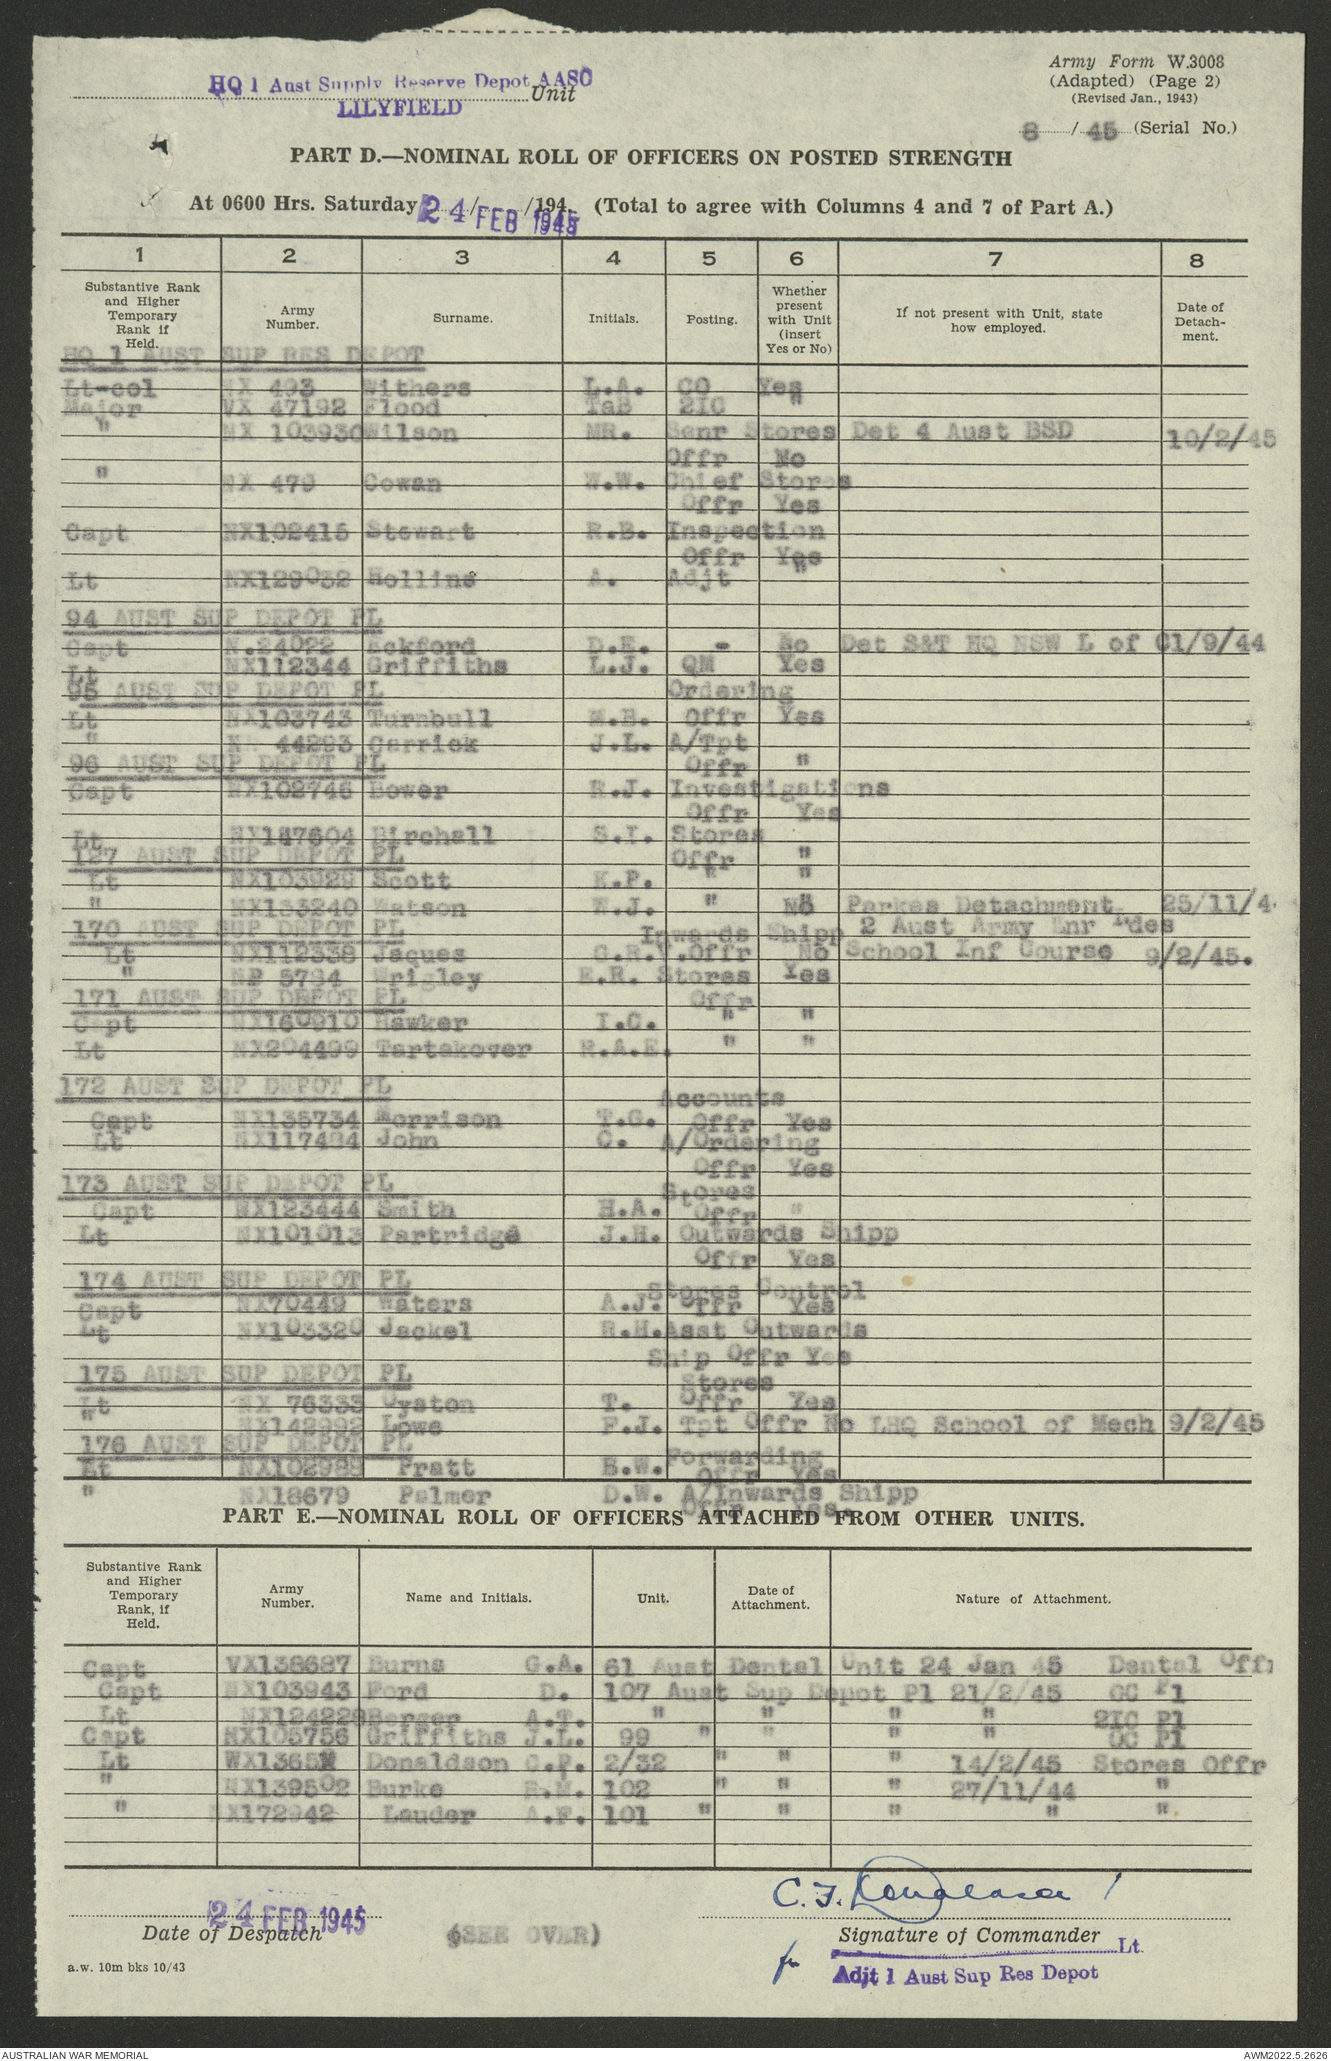 HQ 1 Aust Supply Reserve Depot AASC Unit
LILYFIELD
Army Form W.3008
(Adapted) (Page 2)
(Revised Jan., 1943)
8 / 45 (Serial No.)
PART D.—NOMINAL ROLL OF OFFICERS ON POSTED STRENGTH
At 0600 Hrs. Saturday 24 / FEB /194 1945 (Total to agree with Columns 4 and 7 of Part A.)
1 2 3 4 5 6 7 8
Substantive Rank and Higher Temporary Rank if Held. Army Number. Surname. Initials. Posting. Whether present with Unit (insert Yes or No) If not present with Unit, state how employed. Date of Detach-ment.
HQ 1 AUST SUP RES DEPOT
Lt-col NX 493 Withers L.A. CO Yes
Major VX 47192 Flood TaB 2IC "
" NX 103930 Wilson MR. Senr Stores Det 4 Aust BSD 10/2/45
Offr No
" NX 479 Cowan W.W. Chief Stores
Offr Yes
Capt NX102415 Stewart R.B. Inspection
Offr Yes
Lt NX129032 Hollins A. Adjt "
94 AUST SUP DEPOT PL
Capt N.24022 Eckford D.E. - No Det S&T HQ NSW L of C 1/9/44
Lt NX112344 Griffiths L.J. QM Yes
95 AUST SUP DEPOT PL Ordering
Lt NX103743 Turnbull Offr Yes
" 44293 Carrick J.L. A/Tpt
96 AUST SUP DEPOT PL Offr "
Capt NX102746 Bower R.J. Investigations
Offr Yes
Lt NX147604 Birchall S.I. Stores
127 AUST SUP DEPOT PL Offr "
Lt NX103929 Scott K.P. " "
" NX133240 Watson W.J. " No Parkes Detachment 25/11/4
170 AUST SUP DEPOT PL Inwards Shipp 2 Aust Army Enr
Lt NX112338 Jaques Offr No School Inf Course 9/2/45.
" NP 5794 Wrigley E.R. Stores Yes
171 AUST SUP DEPOT PL Offr
Capt NX160910 Hawker I.C. " "
Lt NX204499 Tartakover R.A.E. " "
172 AUST SUP DEPOT PL Accounts
Capt NX135734 Morrison T.G. Offr Yes
Lt NX117484 John C. A/Ordering
Offr Yes
173 AUST SUP DEPOT PL Stores
Capt NX123444 Smith H.A. Offr "
Lt NX101013 Partridge J.H. Outwards Shipp
Offr Yes
174 AUST SUP DEPOT PL Stores Control
Capt NX70449 Waters A.J. Offr Yes
Lt NX103320 Jackel R.H. Asst Outwards
Ship Offr Yes
175 AUST SUP DEPOT PL Stores
Lt NX 76333 Oyston T. Offr Yes
" NX142992 Lowe F.J. Tpt Offr No LHQ School of Mech 9/2/45
176 AUST SUP DEPOT PL Forwarding
Lt NX102988 Pratt B.W. Offr Yes
" NX18679 Palmer D.W. A/Inwards Shipp
Offr Yes.
PART E.—NOMINAL ROLL OF OFFICERS ATTACHED FROM OTHER UNITS.
Substantive Rank and Higher Temporary Rank, if Held. Army Number. Name and Initials. Unit. Date of Attachment. Nature of Attachment.
Capt VX138687 Burns G.A. 61 Aust Dental Unit 24 Jan 45 Dental Offr
Capt NX103943 Ford D. 107 Aust Sup Depot Pl 21/2/45 OC Pl
Lt NX124228 Berger A.T. " " " " 2IC Pl
Capt NX105756 Griffiths J.L. 99 " " " " OC Pl
Lt Donaldson C.F. 2/32 " " " 14/2/45 Stores Offr
" NX139502 Burke R.M. 102 " " " 27/11/44 "
" NX172942 Lauder A.F. 101 " " " " "
24 FEB 1945
Date of Despatch
(SEE OVER)
Signature of Commander
for Lt
Adjt 1 Aust Sup Res Depot
a.w. 10m bks 10/43
AUSTRALIAN WAR MEMORIAL AWM2022.5.2626